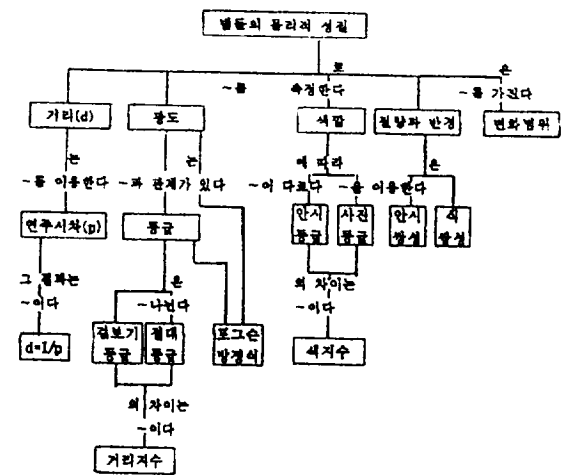 별들의 물리적 성질
로 은
~를 측정한다 ~를 가진다
거리(d) 광도 색깔 질량과 반경 변화범위
는 는 에 따라 은
~를 이용한다 ~과 관계가 있다 ~이 다르다 ~을 이용한다
연주시차(p) 등급 안시 사진 안시 식
등급 등급 쌍성 쌍성
그 결과는 은 의 차이는
~이다 ~나뉜다 ~이다
d=1/p 겉보기 절대 포그슨 색지수
등급 등급 방정식
의 차이는
~이다
거리지수